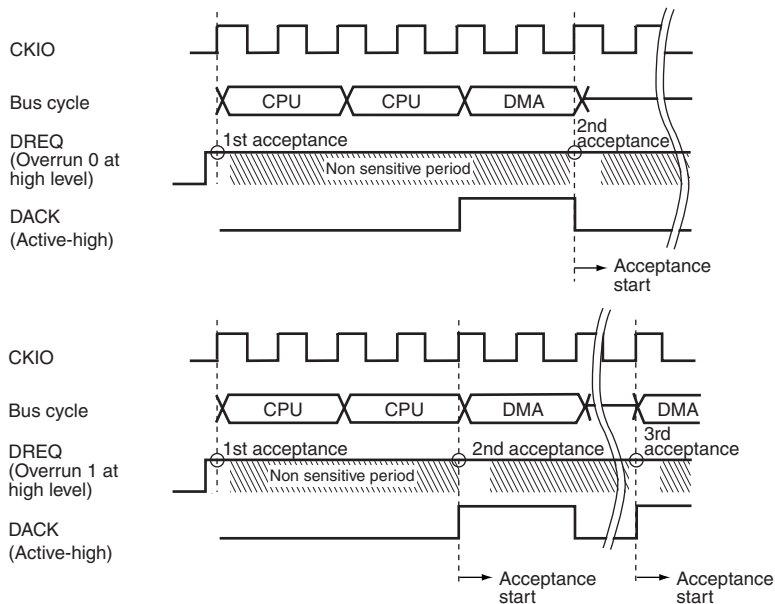 CKIO
Bus cycle
CPU CPU DMA
DREQ
(Overrun 0 at
high level)
1st acceptance
2nd
acceptance
Non sensitive period
DACK
(Active-high)
Acceptance
start
CKIO
Bus cycle
CPU CPU DMA DMA
DREQ
(Overrun 1 at
high level)
1st acceptance
2nd acceptance
3rd
acceptance
Non sensitive period
DACK
(Active-high)
Acceptance
start
Acceptance
start